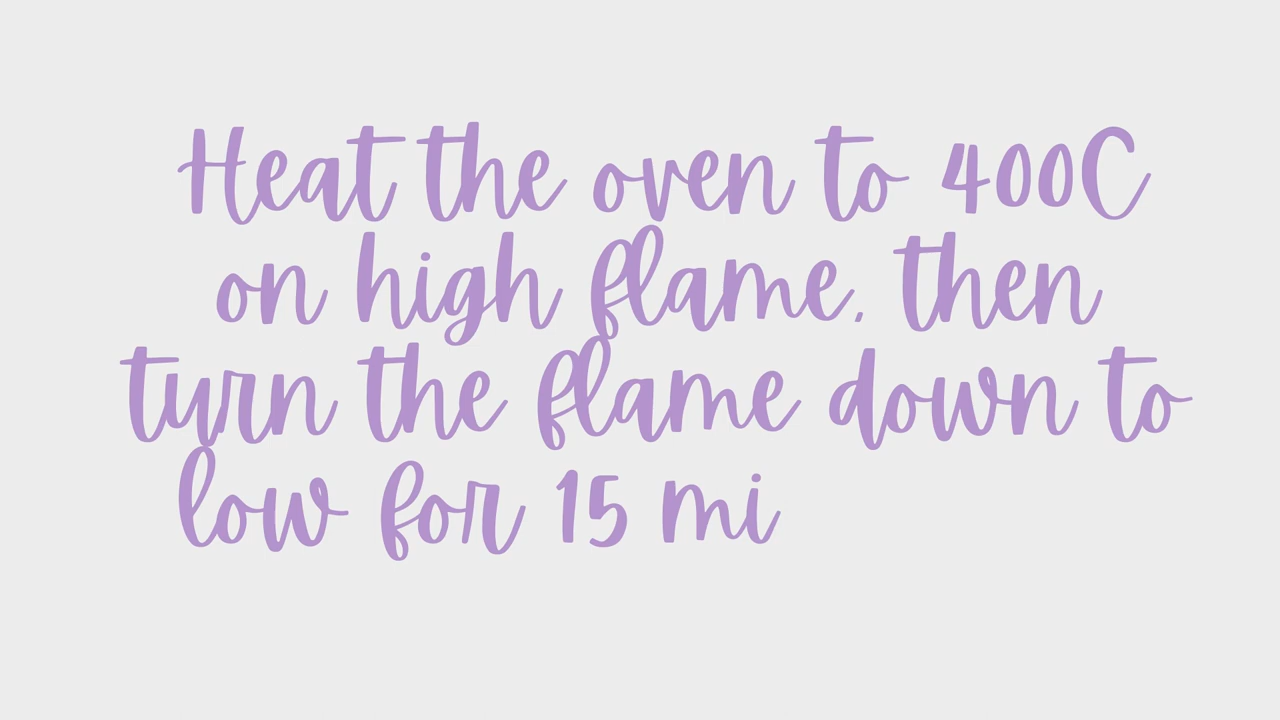 Heat the oven to 400C
on high flame, then
turn the flame down to
low for 15 mi